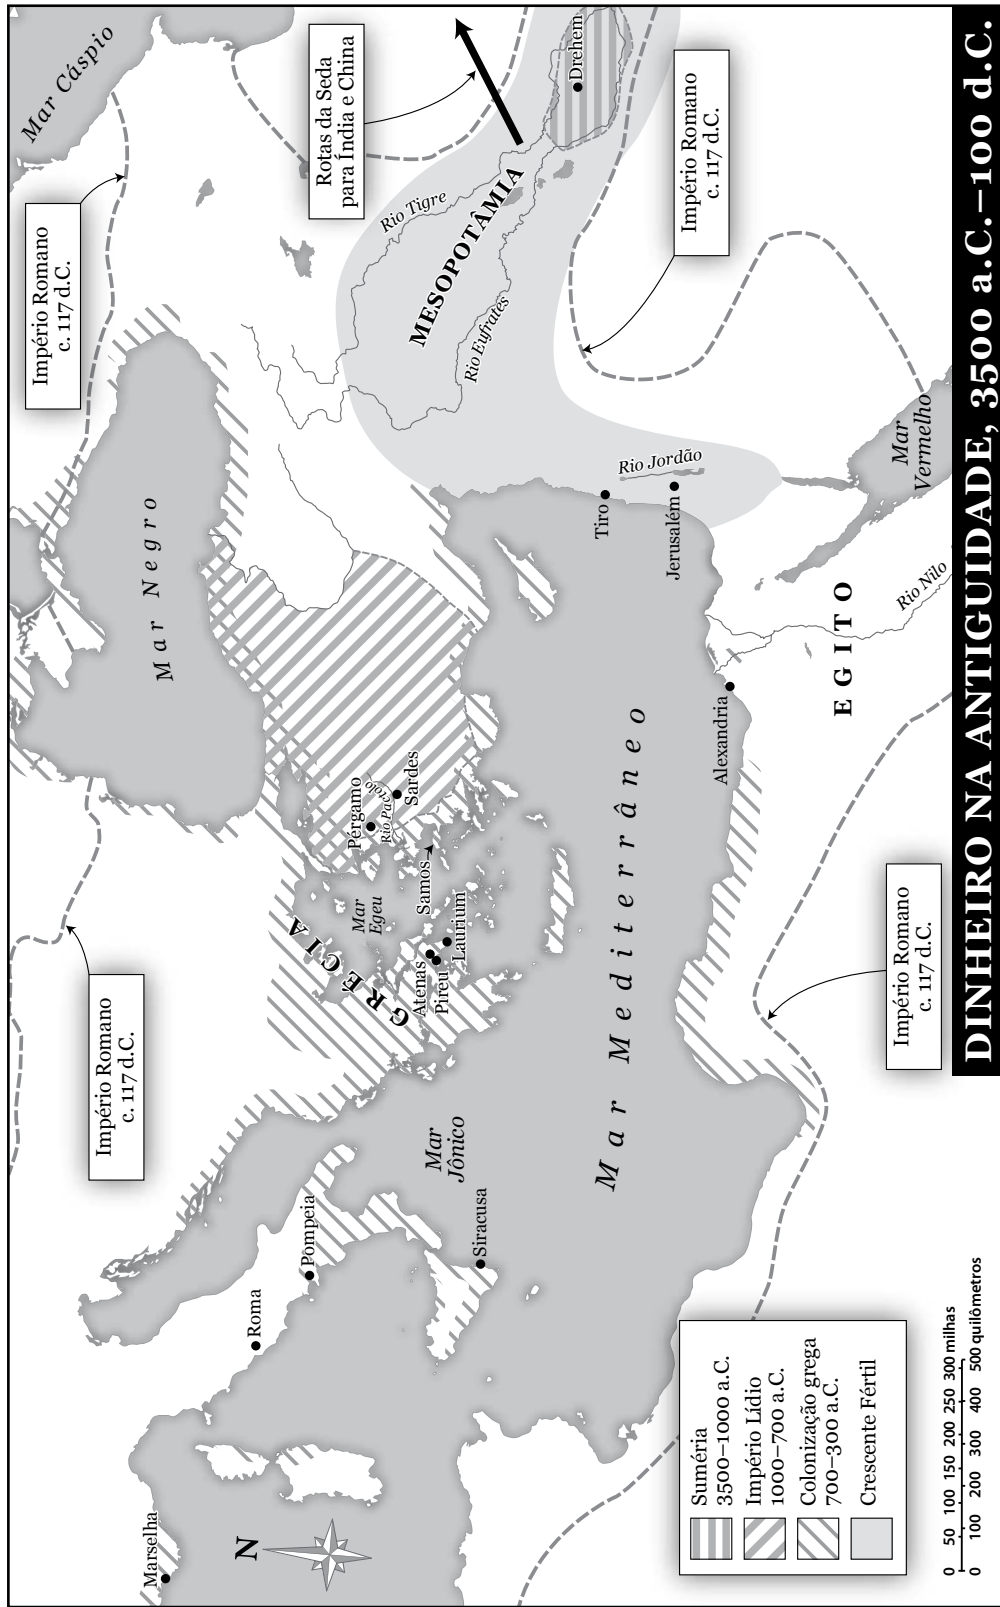 DINHEIRO NA ANTIGUIDADE, 3500 a.C.–100 d.C.
Marselha
Roma
Pompeia
Siracusa
Império Romano
c. 117 d.C.
GRÉCIA
Mar
Egeu
Atenas
Pireu
Laurium
Samos
Pérgamo
Rio Pactolo
Sardes
Mar Negro
Império Romano
c. 117 d.C.
Mar Cáspio
Rotas da Seda
para Índia e China
Rio Tigre
MESOPOTÂMIA
Rio Eufrates
Drehem
Império Romano
c. 117 d.C.
Mar
Jônico
Mar Mediterrâneo
Tiro
Rio Jordão
Jerusalém
Alexandria
EGITO
Rio Nilo
Mar
Vermelho
Império Romano
c. 117 d.C.
N
Suméria
3500–1000 a.C.
Império Lídio
1000–700 a.C.
Colonização grega
700–300 a.C.
Crescente Fértil
0 50 100 150 200 250 300 milhas
0 100 200 300 400 500 quilômetros